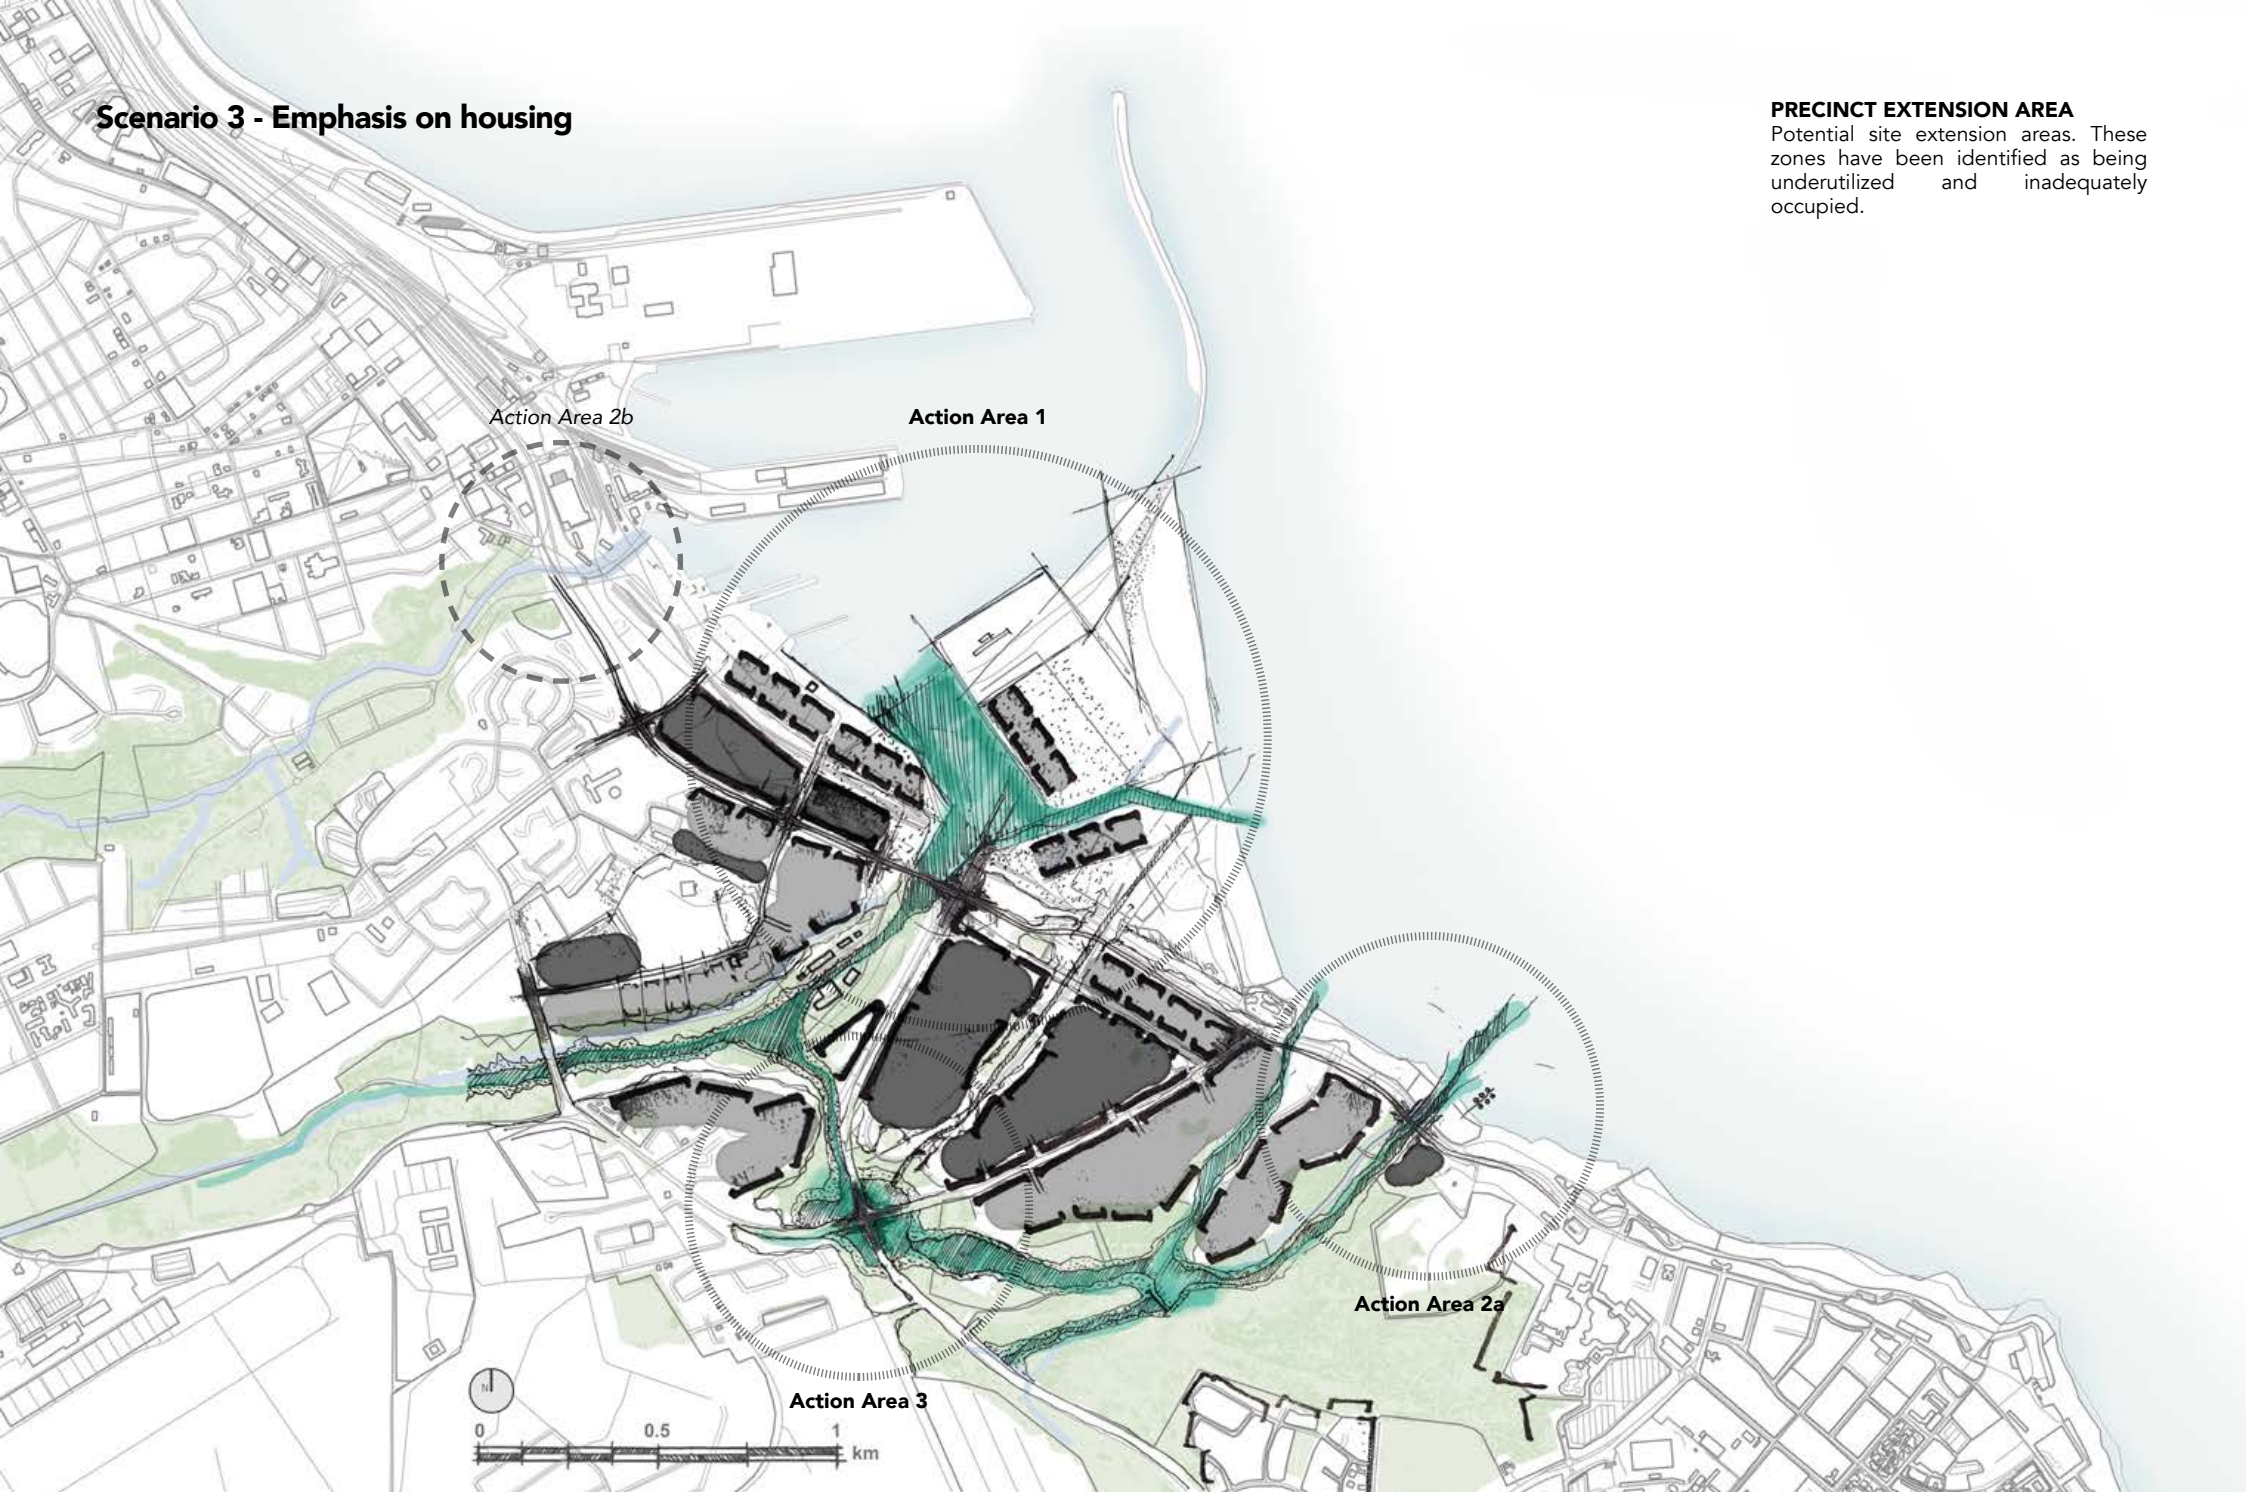 Scenario 3 - Emphasis on housing
PRECINCT EXTENSION AREA
Potential site extension areas. These
zones have been identified as being
underutilized and inadequately
occupied.
Action Area 2b
Action Area 1
Action Area 2a
Action Area 3
N
0 0.5 1
km